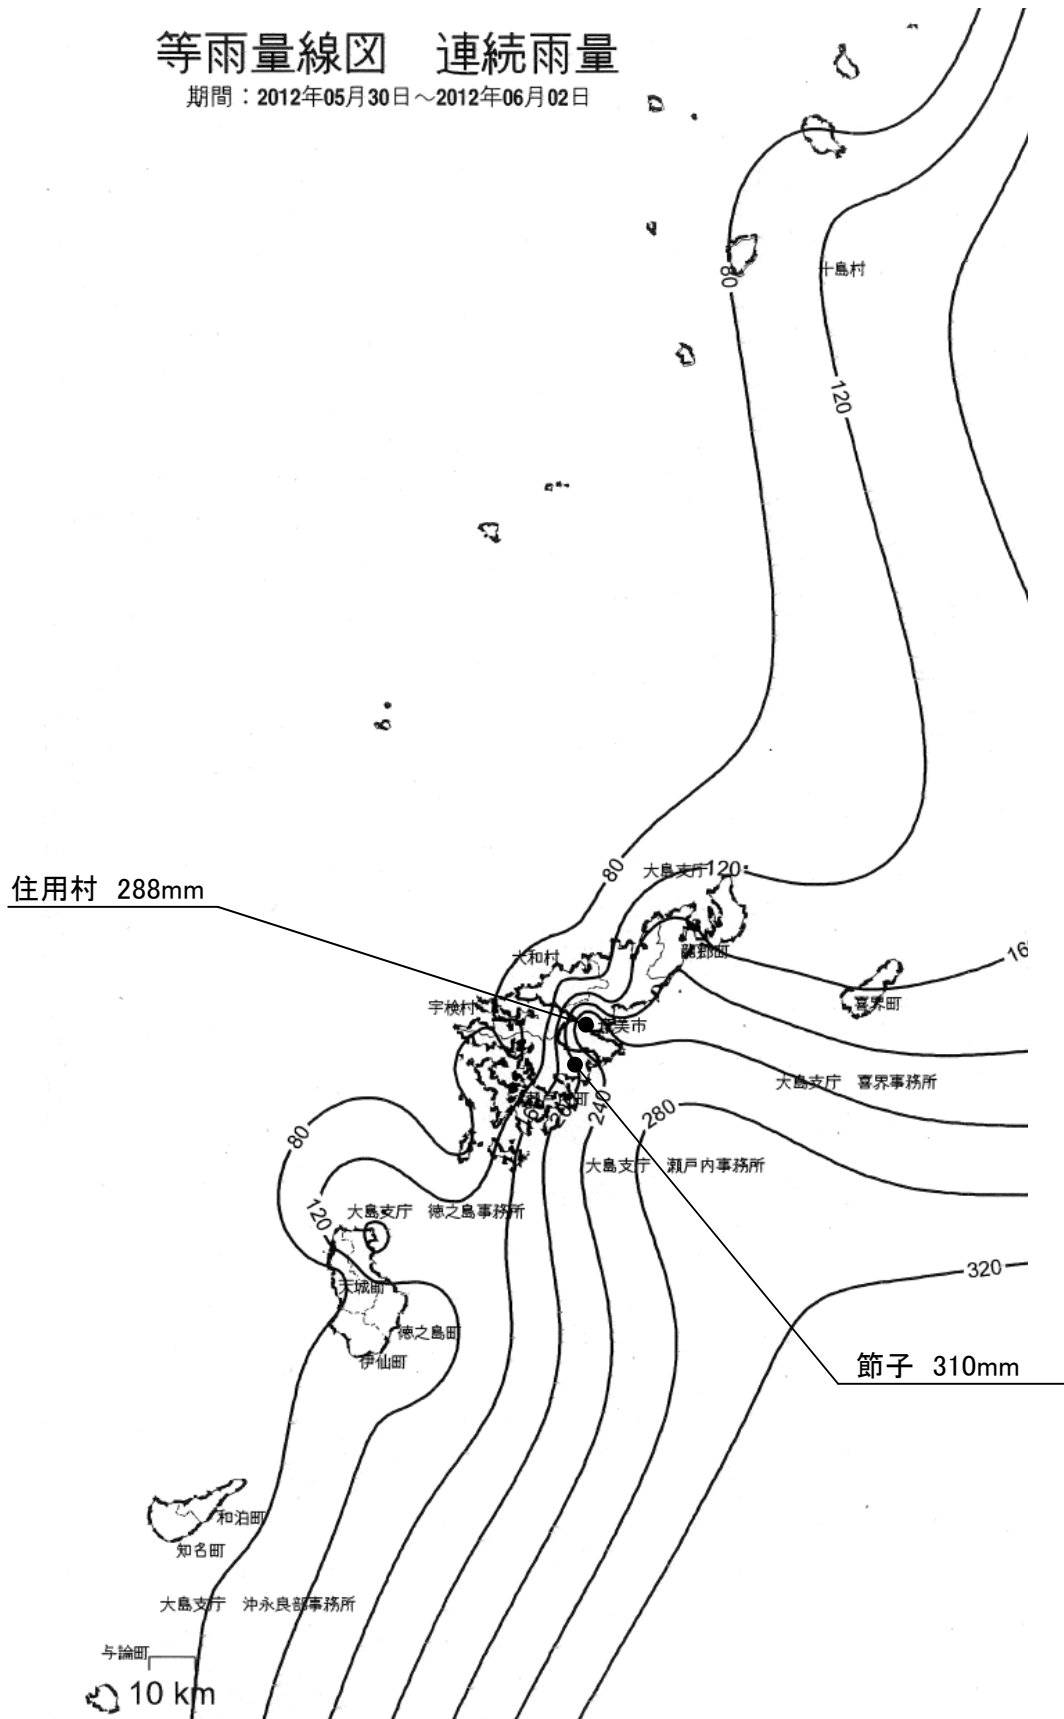 等雨量線図 連続雨量
期間：2012年05月30日～2012年06月02日
十島村
80
120
80
大島支庁
120
住用村 288mm
大和村
龍郷町
宇検村
喜界町
奄美市
大島支庁 喜界事務所
瀬戸内町
240
280
80
大島支庁 瀬戸内事務所
120
大島支庁 徳之島事務所
320
天城町
徳之島町
伊仙町
節子 310mm
和泊町
知名町
大島支庁 沖永良部事務所
与論町
10 km